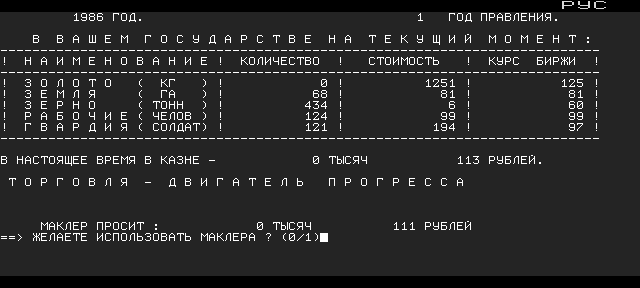 РУС
1986 ГОД. 1 ГОД ПРАВЛЕНИЯ.
В ВАШЕМ ГОСУДАРСТВЕ НА ТЕКУЩИЙ МОМЕНТ:
! НАИМЕНОВАНИЕ ! КОЛИЧЕСТВО ! СТОИМОСТЬ ! КУРС БИРЖИ !
! ЗОЛОТО ( КГ ) ! 0 ! 1251 ! 125 !
! ЗЕМЛЯ ( ГА ) ! 68 ! 81 ! 81 !
! ЗЕРНО ( ТОНН ) ! 434 ! 6 ! 60 !
! РАБОЧИЕ ( ЧЕЛОВ ) ! 124 ! 99 ! 99 !
! ГВАРДИЯ ( СОЛДАТ ) ! 121 ! 194 ! 97 !
В НАСТОЯЩЕЕ ВРЕМЯ В КАЗНЕ – 0 ТЫСЯЧ 113 РУБЛЕЙ.
ТОРГОВЛЯ – ДВИГАТЕЛЬ ПРОГРЕССА
МАКЛЕР ПРОСИТ : 0 ТЫСЯЧ 111 РУБЛЕЙ
==> ЖЕЛАЕТЕ ИСПОЛЬЗОВАТЬ МАКЛЕРА ? (0/1)